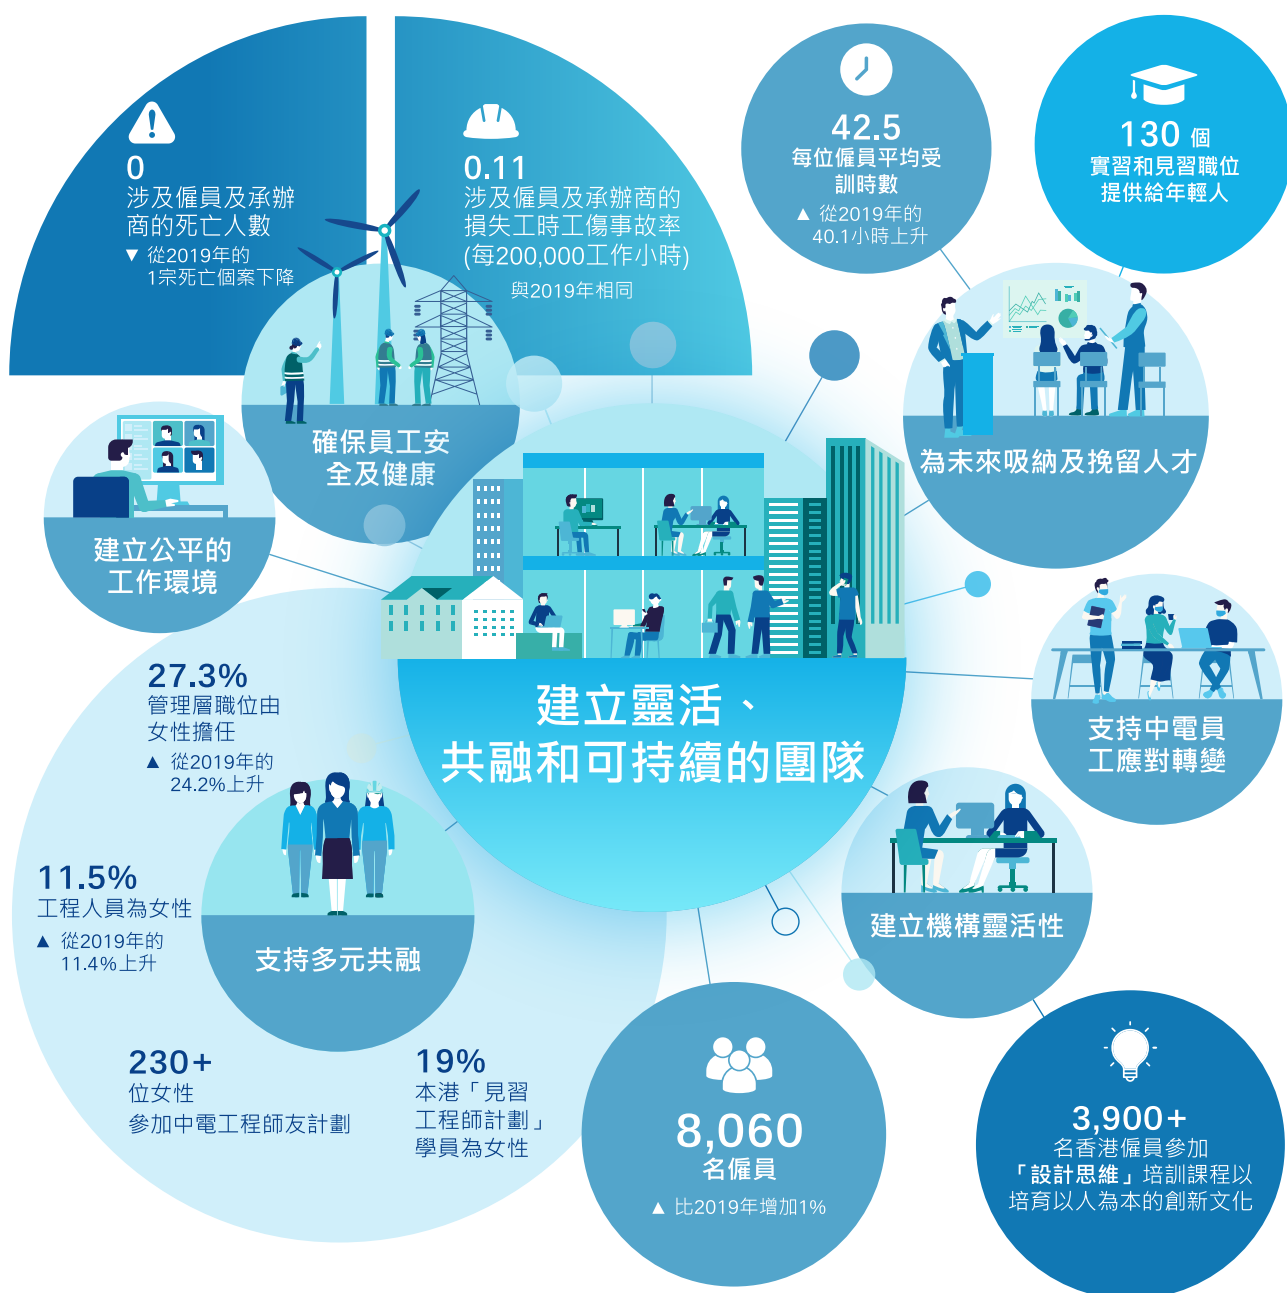 0
涉及僱員及承辦
商的死亡人數
▼ 從2019年的
1宗死亡個案下降
0.11
涉及僱員及承辦商的
損失工時工傷事故率
(每200,000工作小時)
與2019年相同
確保員工安
全及健康
42.5
每位僱員平均受
訓時數
▲ 從2019年的
40.1小時上升
130 個
實習和見習職位
提供給年輕人
為未來吸納及挽留人才
建立公平的
工作環境
建立靈活、
共融和可持續的團隊
支持中電員
工應對轉變
27.3%
管理層職位由
女性擔任
▲ 從2019年的
24.2%上升
11.5%
工程人員為女性
▲ 從2019年的
11.4%上升
支持多元共融
230+
位女性
參加中電工程師友計劃
19%
本港「見習
工程師計劃」
學員為女性
建立機構靈活性
8,060
名僱員
▲ 比2019年增加1%
3,900+
名香港僱員參加
「設計思維」培訓課程以
培育以人為本的創新文化